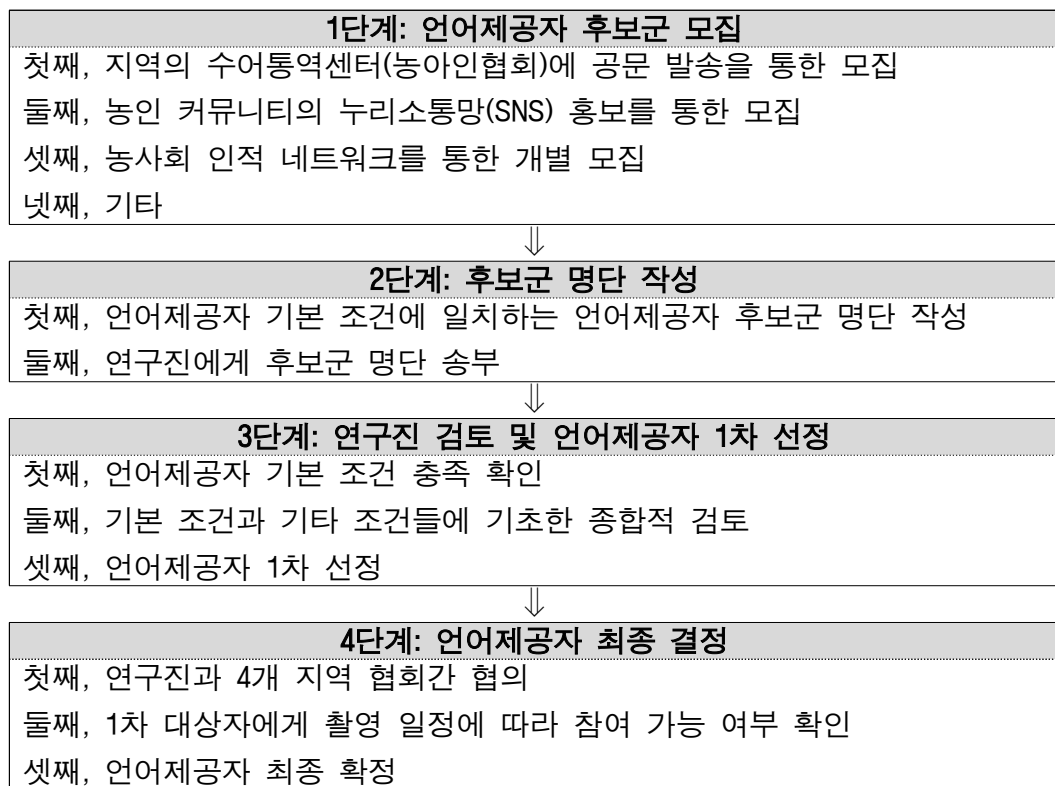 1단계: 언어제공자 후보군 모집
첫째, 지역의 수어통역센터(농아인협회)에 공문 발송을 통한 모집
둘째, 농인 커뮤니티의 누리소통망(SNS) 홍보를 통한 모집
셋째, 농사회 인적 네트워크를 통한 개별 모집
넷째, 기타
⇓
2단계: 후보군 명단 작성
첫째, 언어제공자 기본 조건에 일치하는 언어제공자 후보군 명단 작성
둘째, 연구진에게 후보군 명단 송부
⇓
3단계: 연구진 검토 및 언어제공자 1차 선정
첫째, 언어제공자 기본 조건 충족 확인
둘째, 기본 조건과 기타 조건들에 기초한 종합적 검토
셋째, 언어제공자 1차 선정
⇓
4단계: 언어제공자 최종 결정
첫째, 연구진과 4개 지역 협회간 협의
둘째, 1차 대상자에게 촬영 일정에 따라 참여 가능 여부 확인
셋째, 언어제공자 최종 확정